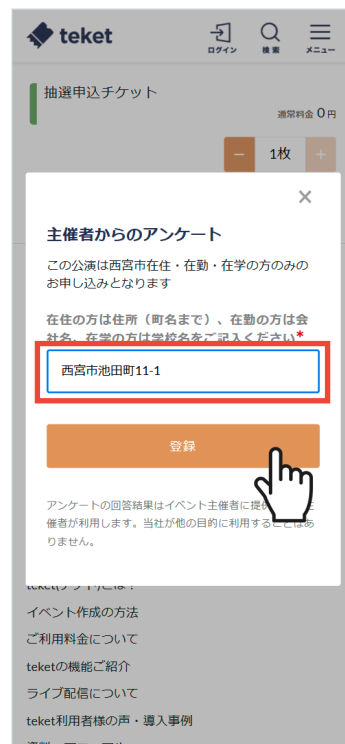 teket
ログイン
検索
メニュー
抽選申込チケット
通常料金 0 円
− 1枚 +
×
主催者からのアンケート
この公演は西宮市在住・在勤・在学の方のみの
お申し込みとなります
在住の方は住所（町名まで）、在勤の方は会
社名、在学の方は学校名をご記入ください*
西宮市池田町11-1
登録
アンケートの回答結果はイベント主催者に提
催者が利用します。当社が他の目的に利用することはあ
りません。
teket(テケト)とは？
イベント作成の方法
ご利用料金について
teketの機能ご紹介
ライブ配信について
teket利用者様の声・導入事例